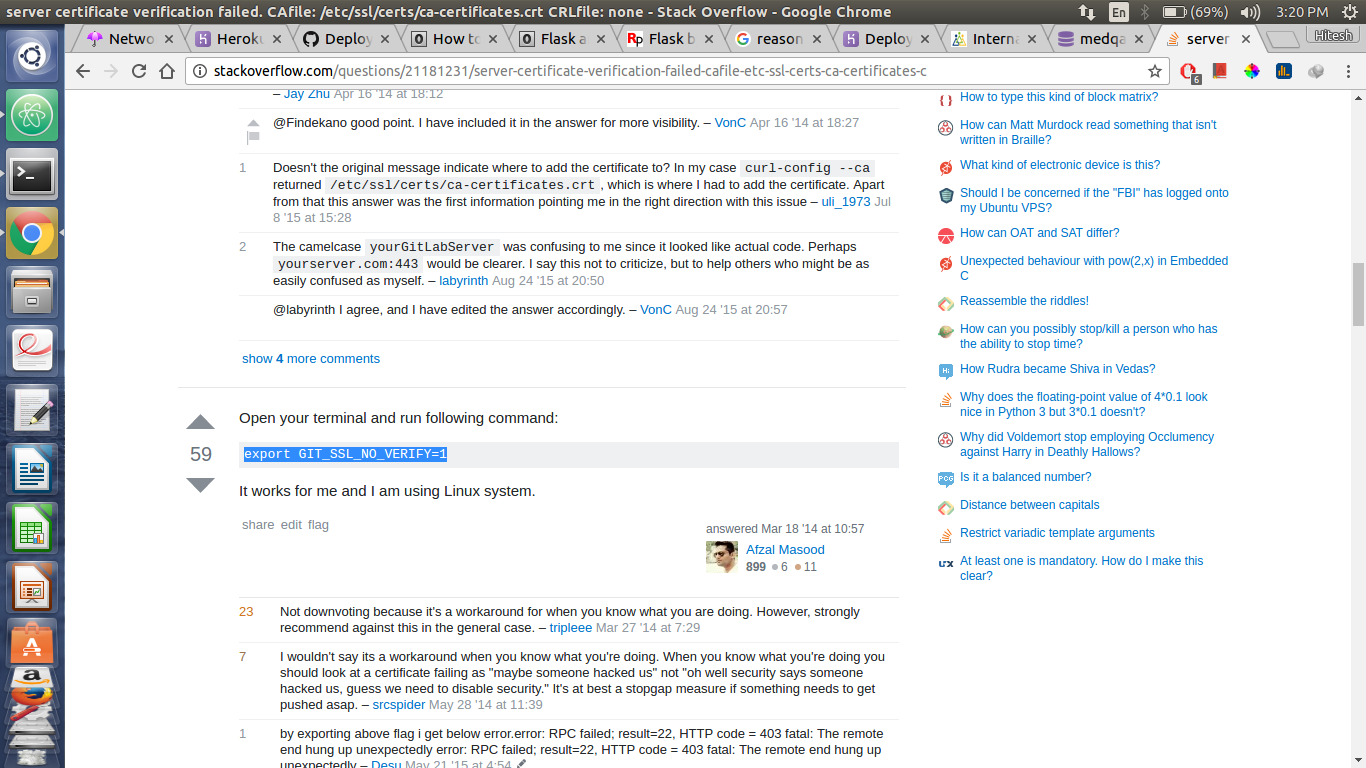 server certificate verification failed. CAfile: /etc/ssl/certs/ca-certificates.crt CRLfile: none - Stack Overflow - Google Chrome
En
(69%)
3:20 PM
Netwo
Heroku
Deploy
How to
Flask a
Flask b
reason
Deploy
Intern
medqa
server
Hitesh
stackoverflow.com/questions/21181231/server-certificate-verification-failed-cafile-etc-ssl-certs-ca-certificates-c
6
– Jay Zhu Apr 16 '14 at 18:12
@Findekano good point. I have included it in the answer for more visibility. – VonC Apr 16 '14 at 18:27
1
Doesn't the original message indicate where to add the certificate to? In my case curl-config --ca
returned /etc/ssl/certs/ca-certificates.crt , which is where I had to add the certificate. Apart
from that this answer was the first information pointing me in the right direction with this issue – uli_1973 Jul
8 '15 at 15:28
2
The camelcase yourGitLabServer was confusing to me since it looked like actual code. Perhaps
yourserver.com:443 would be clearer. I say this not to criticize, but to help others who might be as
easily confused as myself. – labyrinth Aug 24 '15 at 20:50
@labyrinth I agree, and I have edited the answer accordingly. – VonC Aug 24 '15 at 20:57
show 4 more comments
Open your terminal and run following command:
59
export GIT_SSL_NO_VERIFY=1
It works for me and I am using Linux system.
share edit flag
answered Mar 18 '14 at 10:57
Afzal Masood
899 6 11
23
Not downvoting because it's a workaround for when you know what you are doing. However, strongly
recommend against this in the general case. – tripleee Mar 27 '14 at 7:29
7
I wouldn't say its a workaround when you know what you're doing. When you know what you're doing you
should look at a certificate failing as "maybe someone hacked us" not "oh well security says someone
hacked us, guess we need to disable security." It's at best a stopgap measure if something needs to get
pushed asap. – srcspider May 28 '14 at 11:39
1
by exporting above flag i get below error.error: RPC failed; result=22, HTTP code = 403 fatal: The remote
end hung up unexpectedly error: RPC failed; result=22, HTTP code = 403 fatal: The remote end hung up
unexpectedly – Desu May 21 '15 at 4:54
How to type this kind of block matrix?
How can Matt Murdock read something that isn't
written in Braille?
What kind of electronic device is this?
Should I be concerned if the "FBI" has logged onto
my Ubuntu VPS?
How can OAT and SAT differ?
Unexpected behaviour with pow(2,x) in Embedded
C
Reassemble the riddles!
How can you possibly stop/kill a person who has
the ability to stop time?
Hi
How Rudra became Shiva in Vedas?
Why does the floating-point value of 4*0.1 look
nice in Python 3 but 3*0.1 doesn't?
Why did Voldemort stop employing Occlumency
against Harry in Deathly Hallows?
PCG
Is it a balanced number?
Distance between capitals
Restrict variadic template arguments
UX
At least one is mandatory. How do I make this
clear?